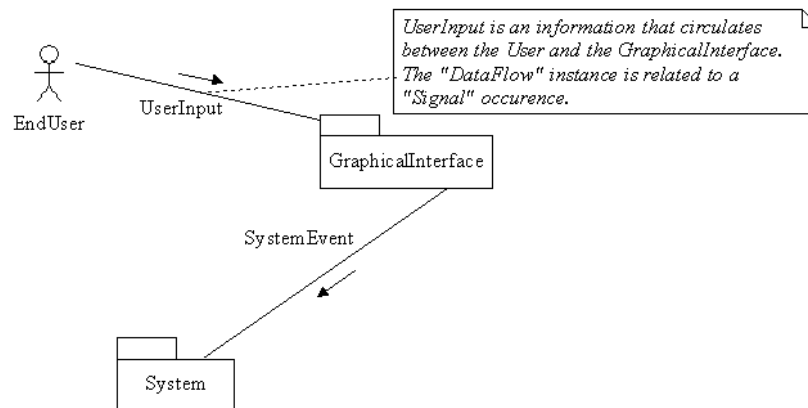 UserInput is an information that circulates
between the User and the GraphicalInterface.
The "DataFlow" instance is related to a
"Signal" occurence.
UserInput
EndUser
GraphicalInterface
SystemEvent
System